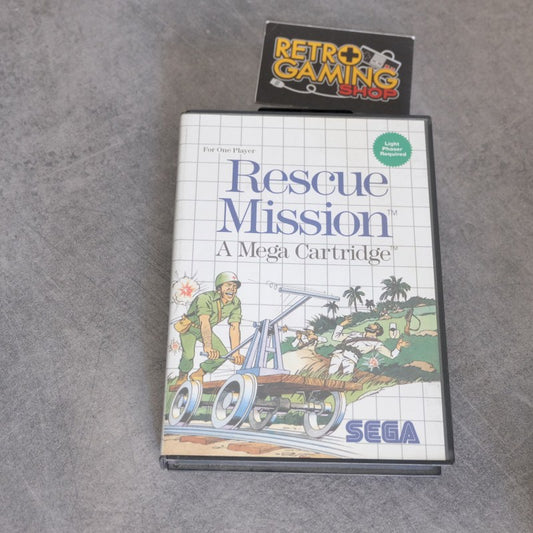 RETRO
GAMING
SHOP
For One Player
Light
Phaser
Required
Rescue
Mission™
A Mega Cartridge™
SEGA